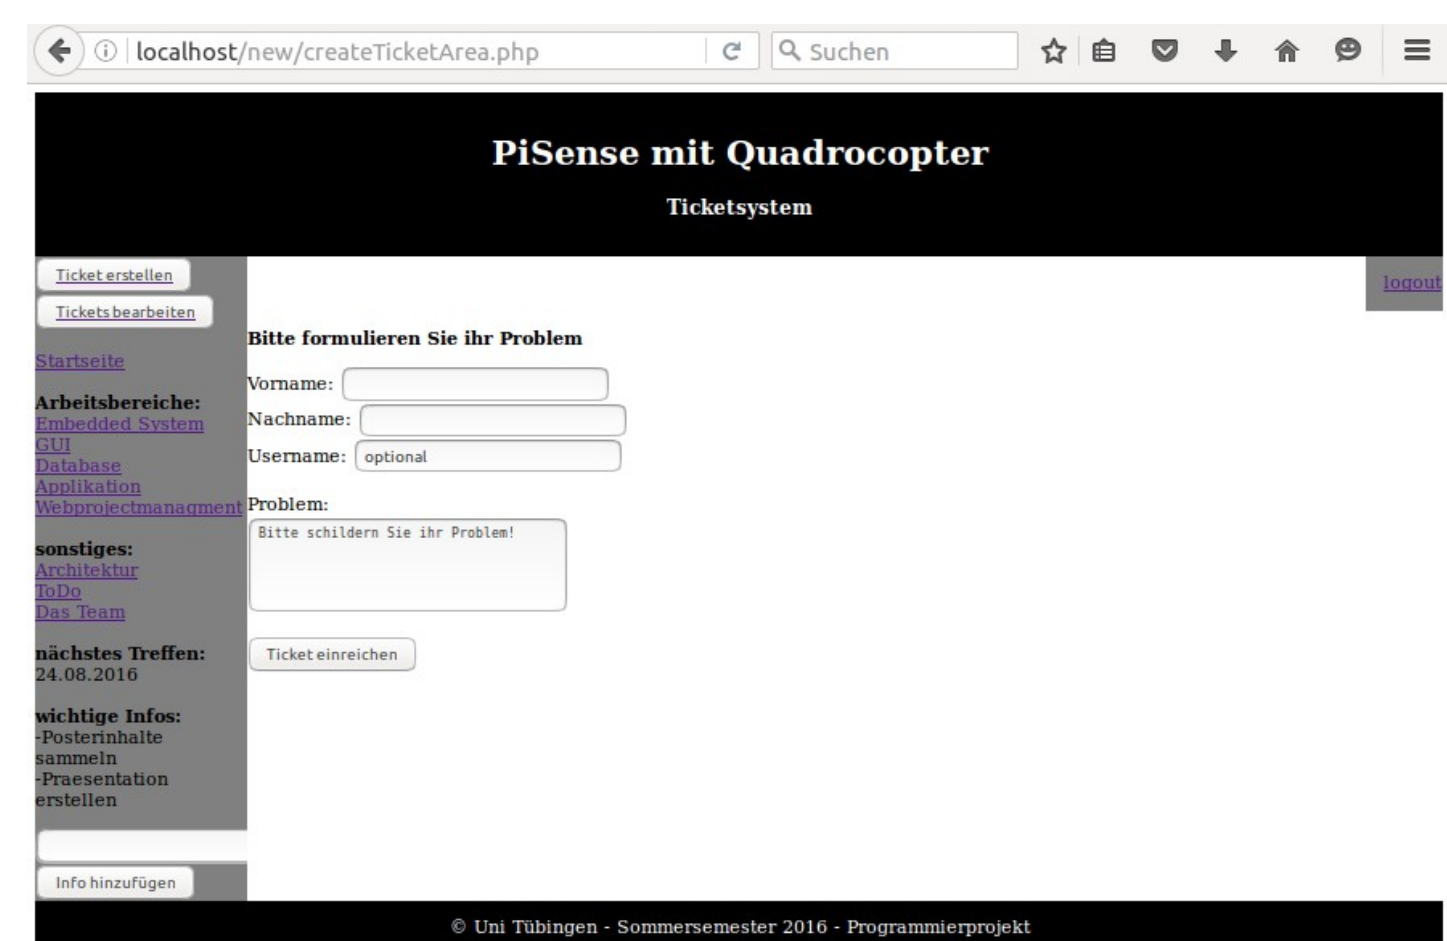 localhost/new/createTicketArea.php
Suchen
PiSense mit Quadrocopter
Ticketsystem
Ticket erstellen
Tickets bearbeiten
Startseite
Arbeitsbereiche:
Embedded System
GUI
Database
Applikation
Webprojectmanagment
sonstiges:
Architektur
ToDo
Das Team
nächstes Treffen:
24.08.2016
wichtige Infos:
-Posterinhalte
sammeln
-Praesentation
erstellen
Info hinzufügen
Bitte formulieren Sie ihr Problem
Vorname:
Nachname:
Username: optional
Problem:
Bitte schildern Sie ihr Problem!
Ticket einreichen
logout
© Uni Tübingen - Sommersemester 2016 - Programmierprojekt